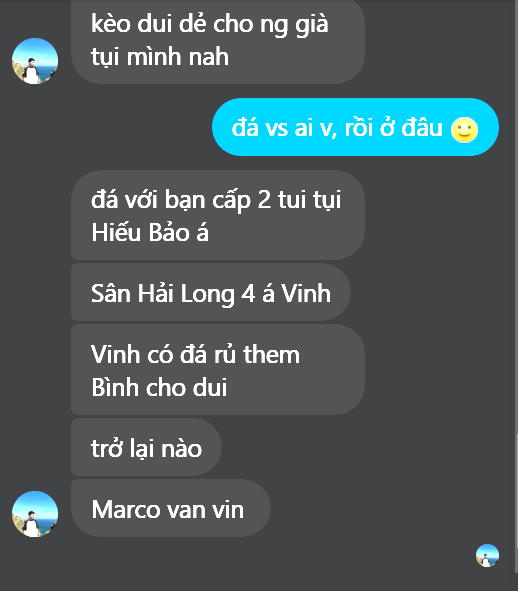 kèo dui dẻ cho ng già
tụi mình nah
đá vs ai v, rồi ở đâu 🙂
đá với bạn cấp 2 tui tụi
Hiếu Bảo á
Sân Hải Long 4 á Vinh
Vinh có đá rủ them
Bình cho dui
trở lại nào
Marco van vin